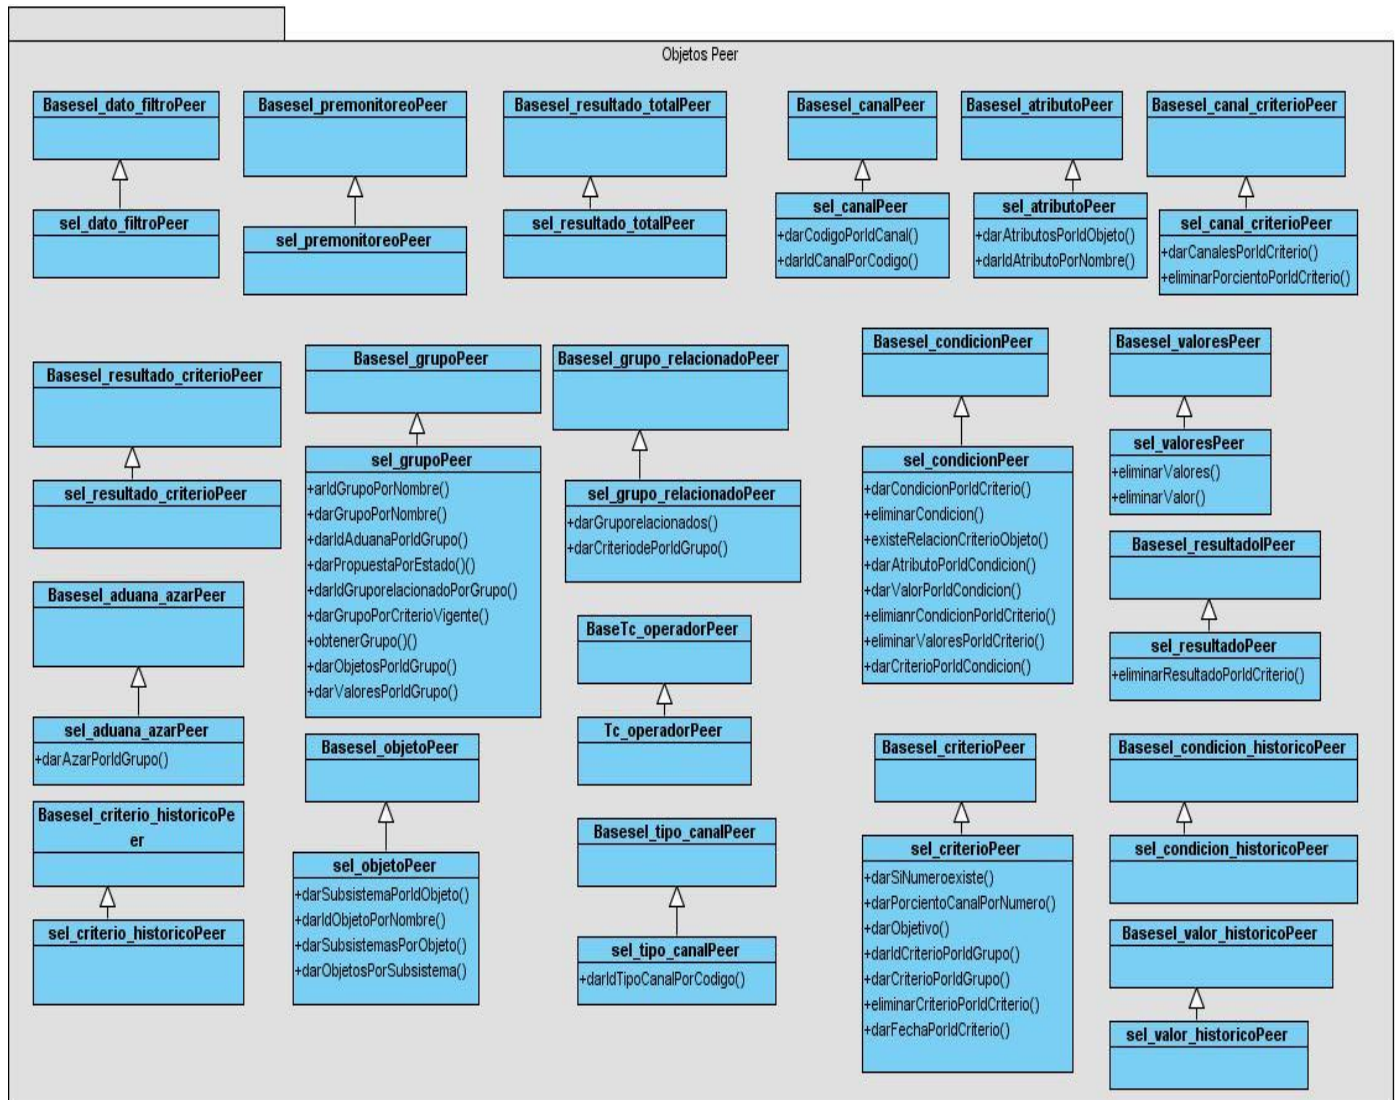 Objetos Peer
Basesel_dato_filtroPeer
sel_dato_filtroPeer
Basesel_premonitoreoPeer
sel_premonitoreoPeer
Basesel_resultado_totalPeer
sel_resultado_totalPeer
Basesel_canalPeer
sel_canalPeer
+darCodigoPorIdCanal()
+darIdCanalPorCodigo()
Basesel_atributoPeer
sel_atributoPeer
+darAtributosPorIdObjeto()
+darIdAtributoPorNombre()
Basesel_canal_criterioPeer
sel_canal_criterioPeer
+darCanalesPorIdCriterio()
+eliminarPorcientoPorIdCriterio()
Basesel_resultado_criterioPeer
sel_resultado_criterioPeer
Basesel_grupoPeer
sel_grupoPeer
+arIdGrupoPorNombre()
+darGrupoPorNombre()
+darIdAduanaPorIdGrupo()
+darPropuestaPorEstado()()
+darIdGruporelacionadoPorGrupo()
+darGrupoPorCriterioVigente()
+obtenerGrupo()()
+darObjetosPorIdGrupo()
+darValoresPorIdGrupo()
Basesel_grupo_relacionadoPeer
sel_grupo_relacionadoPeer
+darGruporelacionados()
+darCriteriodePorIdGrupo()
Basesel_condicionPeer
sel_condicionPeer
+darCondicionPorIdCriterio()
+eliminarCondicion()
+existeRelacionCriterioObjeto()
+darAtributoPorIdCondicion()
+darValorPorIdCondicion()
+elimianrCondicionPorIdCriterio()
+eliminarValoresPorIdCriterio()
+darCriterioPorIdCondicion()
Basesel_valoresPeer
sel_valoresPeer
+eliminarValores()
+eliminarValor()
Basesel_resultadolPeer
sel_resultadoPeer
+eliminarResultadoPorIdCriterio()
Basesel_aduana_azarPeer
sel_aduana_azarPeer
+darAzarPorIdGrupo()
BaseTc_operadorPeer
Tc_operadorPeer
Basesel_criterio_historicoPe
er
sel_criterio_historicoPeer
Basesel_objetoPeer
sel_objetoPeer
+darSubsistemaPorIdObjeto()
+darIdObjetoPorNombre()
+darSubsistemasPorObjeto()
+darObjetosPorSubsistema()
Basesel_tipo_canalPeer
sel_tipo_canalPeer
+darIdTipoCanalPorCodigo()
Basesel_criterioPeer
sel_criterioPeer
+darSiNumeroexiste()
+darPorcientoCanalPorNumero()
+darObjetivo()
+darIdCriterioPorIdGrupo()
+darCriterioPorIdGrupo()
+eliminarCriterioPorIdCriterio()
+darFechaPorIdCriterio()
Basesel_condicion_historicoPeer
sel_condicion_historicoPeer
Basesel_valor_historicoPeer
sel_valor_historicoPeer